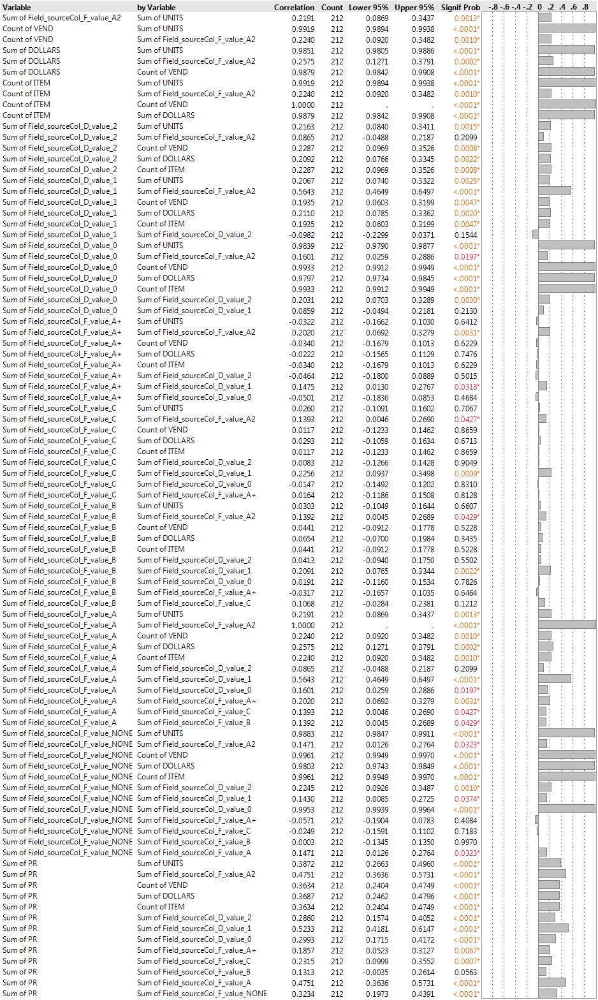 Variable by Variable Correlation Count Lower 95% Upper 95% Signif Prob -.8 -.6 -.4 -.2 0 .2 .4 .6 .8
Sum of Field_sourceCol_F_value_A2 Sum of UNITS 0.2191 212 0.0869 0.3437 0.0013*
Count of VEND Sum of UNITS 0.9919 212 0.9894 0.9938 <.0001*
Count of VEND Sum of Field_sourceCol_F_value_A2 0.2240 212 0.0920 0.3482 0.0010*
Sum of DOLLARS Sum of UNITS 0.9851 212 0.9805 0.9886 <.0001*
Sum of DOLLARS Sum of Field_sourceCol_F_value_A2 0.2575 212 0.1271 0.3791 0.0002*
Sum of DOLLARS Count of VEND 0.9879 212 0.9842 0.9908 <.0001*
Count of ITEM Sum of UNITS 0.9919 212 0.9894 0.9938 <.0001*
Count of ITEM Sum of Field_sourceCol_F_value_A2 0.2240 212 0.0920 0.3482 0.0010*
Count of ITEM Count of VEND 1.0000 212 . . <.0001*
Count of ITEM Sum of DOLLARS 0.9879 212 0.9842 0.9908 <.0001*
Sum of Field_sourceCol_D_value_2 Sum of UNITS 0.2163 212 0.0840 0.3411 0.0015*
Sum of Field_sourceCol_D_value_2 Sum of Field_sourceCol_F_value_A2 0.0865 212 -0.0488 0.2187 0.2099
Sum of Field_sourceCol_D_value_2 Count of VEND 0.2287 212 0.0969 0.3526 0.0008*
Sum of Field_sourceCol_D_value_2 Sum of DOLLARS 0.2092 212 0.0766 0.3345 0.0022*
Sum of Field_sourceCol_D_value_2 Count of ITEM 0.2287 212 0.0969 0.3526 0.0008*
Sum of Field_sourceCol_D_value_1 Sum of UNITS 0.2067 212 0.0740 0.3322 0.0025*
Sum of Field_sourceCol_D_value_1 Sum of Field_sourceCol_F_value_A2 0.5643 212 0.4649 0.6497 <.0001*
Sum of Field_sourceCol_D_value_1 Count of VEND 0.1935 212 0.0603 0.3199 0.0047*
Sum of Field_sourceCol_D_value_1 Sum of DOLLARS 0.2110 212 0.0785 0.3362 0.0020*
Sum of Field_sourceCol_D_value_1 Count of ITEM 0.1935 212 0.0603 0.3199 0.0047*
Sum of Field_sourceCol_D_value_1 Sum of Field_sourceCol_D_value_2 -0.0982 212 -0.2299 0.0371 0.1544
Sum of Field_sourceCol_D_value_0 Sum of UNITS 0.9839 212 0.9790 0.9877 <.0001*
Sum of Field_sourceCol_D_value_0 Sum of Field_sourceCol_F_value_A2 0.1601 212 0.0259 0.2886 0.0197*
Sum of Field_sourceCol_D_value_0 Count of VEND 0.9933 212 0.9912 0.9949 <.0001*
Sum of Field_sourceCol_D_value_0 Sum of DOLLARS 0.9797 212 0.9734 0.9845 <.0001*
Sum of Field_sourceCol_D_value_0 Count of ITEM 0.9933 212 0.9912 0.9949 <.0001*
Sum of Field_sourceCol_D_value_0 Sum of Field_sourceCol_D_value_2 0.2031 212 0.0703 0.3289 0.0030*
Sum of Field_sourceCol_D_value_0 Sum of Field_sourceCol_D_value_1 0.0859 212 -0.0494 0.2181 0.2130
Sum of Field_sourceCol_F_value_A+ Sum of UNITS -0.0322 212 -0.1662 0.1030 0.6412
Sum of Field_sourceCol_F_value_A+ Sum of Field_sourceCol_F_value_A2 0.2020 212 0.0692 0.3279 0.0031*
Sum of Field_sourceCol_F_value_A+ Count of VEND -0.0340 212 -0.1679 0.1013 0.6229
Sum of Field_sourceCol_F_value_A+ Sum of DOLLARS -0.0222 212 -0.1565 0.1129 0.7476
Sum of Field_sourceCol_F_value_A+ Count of ITEM -0.0340 212 -0.1679 0.1013 0.6229
Sum of Field_sourceCol_F_value_A+ Sum of Field_sourceCol_D_value_2 -0.0464 212 -0.1800 0.0889 0.5015
Sum of Field_sourceCol_F_value_A+ Sum of Field_sourceCol_D_value_1 0.1475 212 0.0130 0.2767 0.0318*
Sum of Field_sourceCol_F_value_A+ Sum of Field_sourceCol_D_value_0 -0.0501 212 -0.1836 0.0853 0.4684
Sum of Field_sourceCol_F_value_C Sum of UNITS 0.0260 212 -0.1091 0.1602 0.7067
Sum of Field_sourceCol_F_value_C Sum of Field_sourceCol_F_value_A2 0.1393 212 0.0046 0.2690 0.0427*
Sum of Field_sourceCol_F_value_C Count of VEND 0.0117 212 -0.1233 0.1462 0.8659
Sum of Field_sourceCol_F_value_C Sum of DOLLARS 0.0293 212 -0.1059 0.1634 0.6713
Sum of Field_sourceCol_F_value_C Count of ITEM 0.0117 212 -0.1233 0.1462 0.8659
Sum of Field_sourceCol_F_value_C Sum of Field_sourceCol_D_value_2 0.0083 212 -0.1266 0.1428 0.9049
Sum of Field_sourceCol_F_value_C Sum of Field_sourceCol_D_value_1 0.2256 212 0.0937 0.3498 0.0009*
Sum of Field_sourceCol_F_value_C Sum of Field_sourceCol_D_value_0 -0.0147 212 -0.1492 0.1202 0.8310
Sum of Field_sourceCol_F_value_C Sum of Field_sourceCol_F_value_A+ 0.0164 212 -0.1186 0.1508 0.8128
Sum of Field_sourceCol_F_value_B Sum of UNITS 0.0303 212 -0.1049 0.1644 0.6607
Sum of Field_sourceCol_F_value_B Sum of Field_sourceCol_F_value_A2 0.1392 212 0.0045 0.2689 0.0429*
Sum of Field_sourceCol_F_value_B Count of VEND 0.0441 212 -0.0912 0.1778 0.5228
Sum of Field_sourceCol_F_value_B Sum of DOLLARS 0.0654 212 -0.0700 0.1984 0.3435
Sum of Field_sourceCol_F_value_B Count of ITEM 0.0441 212 -0.0912 0.1778 0.5228
Sum of Field_sourceCol_F_value_B Sum of Field_sourceCol_D_value_2 0.0413 212 -0.0940 0.1750 0.5502
Sum of Field_sourceCol_F_value_B Sum of Field_sourceCol_D_value_1 0.2091 212 0.0765 0.3344 0.0022*
Sum of Field_sourceCol_F_value_B Sum of Field_sourceCol_D_value_0 0.0191 212 -0.1160 0.1534 0.7826
Sum of Field_sourceCol_F_value_B Sum of Field_sourceCol_F_value_A+ -0.0317 212 -0.1657 0.1035 0.6464
Sum of Field_sourceCol_F_value_B Sum of Field_sourceCol_F_value_C 0.1068 212 -0.0284 0.2381 0.1212
Sum of Field_sourceCol_F_value_A Sum of UNITS 0.2191 212 0.0869 0.3437 0.0013*
Sum of Field_sourceCol_F_value_A Sum of Field_sourceCol_F_value_A2 1.0000 212 . . <.0001*
Sum of Field_sourceCol_F_value_A Count of VEND 0.2240 212 0.0920 0.3482 0.0010*
Sum of Field_sourceCol_F_value_A Sum of DOLLARS 0.2575 212 0.1271 0.3791 0.0002*
Sum of Field_sourceCol_F_value_A Count of ITEM 0.2240 212 0.0920 0.3482 0.0010*
Sum of Field_sourceCol_F_value_A Sum of Field_sourceCol_D_value_2 0.0865 212 -0.0488 0.2187 0.2099
Sum of Field_sourceCol_F_value_A Sum of Field_sourceCol_D_value_1 0.5643 212 0.4649 0.6497 <.0001*
Sum of Field_sourceCol_F_value_A Sum of Field_sourceCol_D_value_0 0.1601 212 0.0259 0.2886 0.0197*
Sum of Field_sourceCol_F_value_A Sum of Field_sourceCol_F_value_A+ 0.2020 212 0.0692 0.3279 0.0031*
Sum of Field_sourceCol_F_value_A Sum of Field_sourceCol_F_value_C 0.1393 212 0.0046 0.2690 0.0427*
Sum of Field_sourceCol_F_value_A Sum of Field_sourceCol_F_value_B 0.1392 212 0.0045 0.2689 0.0429*
Sum of Field_sourceCol_F_value_NONE Sum of UNITS 0.9883 212 0.9847 0.9911 <.0001*
Sum of Field_sourceCol_F_value_NONE Sum of Field_sourceCol_F_value_A2 0.1471 212 0.0126 0.2764 0.0323*
Sum of Field_sourceCol_F_value_NONE Count of VEND 0.9961 212 0.9949 0.9970 <.0001*
Sum of Field_sourceCol_F_value_NONE Sum of DOLLARS 0.9803 212 0.9743 0.9849 <.0001*
Sum of Field_sourceCol_F_value_NONE Count of ITEM 0.9961 212 0.9949 0.9970 <.0001*
Sum of Field_sourceCol_F_value_NONE Sum of Field_sourceCol_D_value_2 0.2245 212 0.0926 0.3487 0.0010*
Sum of Field_sourceCol_F_value_NONE Sum of Field_sourceCol_D_value_1 0.1430 212 0.0085 0.2725 0.0374*
Sum of Field_sourceCol_F_value_NONE Sum of Field_sourceCol_D_value_0 0.9953 212 0.9939 0.9964 <.0001*
Sum of Field_sourceCol_F_value_NONE Sum of Field_sourceCol_F_value_A+ -0.0571 212 -0.1904 0.0783 0.4084
Sum of Field_sourceCol_F_value_NONE Sum of Field_sourceCol_F_value_C -0.0249 212 -0.1591 0.1102 0.7183
Sum of Field_sourceCol_F_value_NONE Sum of Field_sourceCol_F_value_B 0.0003 212 -0.1345 0.1350 0.9970
Sum of Field_sourceCol_F_value_NONE Sum of Field_sourceCol_F_value_A 0.1471 212 0.0126 0.2764 0.0323*
Sum of PR Sum of UNITS 0.3872 212 0.2663 0.4960 <.0001*
Sum of PR Sum of Field_sourceCol_F_value_A2 0.4751 212 0.3636 0.5731 <.0001*
Sum of PR Count of VEND 0.3634 212 0.2404 0.4749 <.0001*
Sum of PR Sum of DOLLARS 0.3687 212 0.2462 0.4796 <.0001*
Sum of PR Count of ITEM 0.3634 212 0.2404 0.4749 <.0001*
Sum of PR Sum of Field_sourceCol_D_value_2 0.2860 212 0.1574 0.4052 <.0001*
Sum of PR Sum of Field_sourceCol_D_value_1 0.5233 212 0.4181 0.6147 <.0001*
Sum of PR Sum of Field_sourceCol_D_value_0 0.2993 212 0.1715 0.4172 <.0001*
Sum of PR Sum of Field_sourceCol_F_value_A+ 0.1857 212 0.0523 0.3127 0.0067*
Sum of PR Sum of Field_sourceCol_F_value_C 0.2315 212 0.0999 0.3552 0.0007*
Sum of PR Sum of Field_sourceCol_F_value_B 0.1313 212 -0.0035 0.2614 0.0563
Sum of PR Sum of Field_sourceCol_F_value_A 0.4751 212 0.3636 0.5731 <.0001*
Sum of PR Sum of Field_sourceCol_F_value_NONE 0.3234 212 0.1973 0.4391 <.0001*